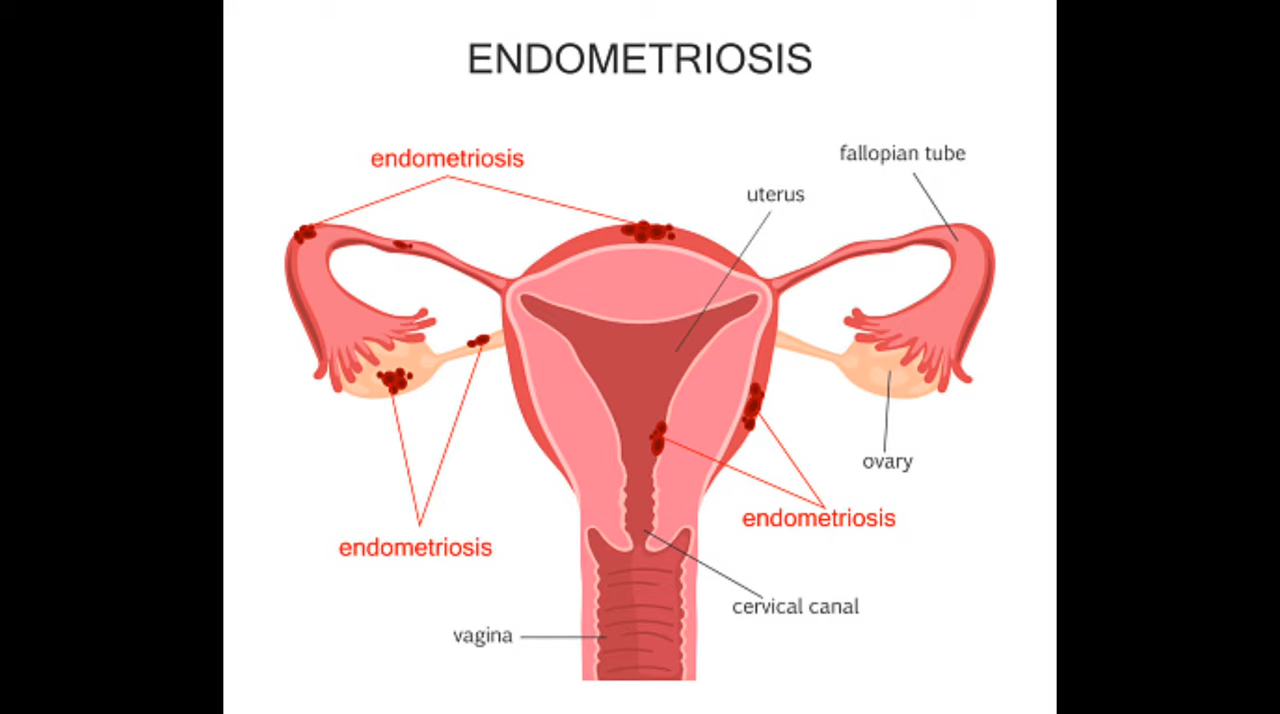 ENDOMETRIOSIS
endometriosis
fallopian tube
uterus
ovary
endometriosis
endometriosis
cervical canal
vagina